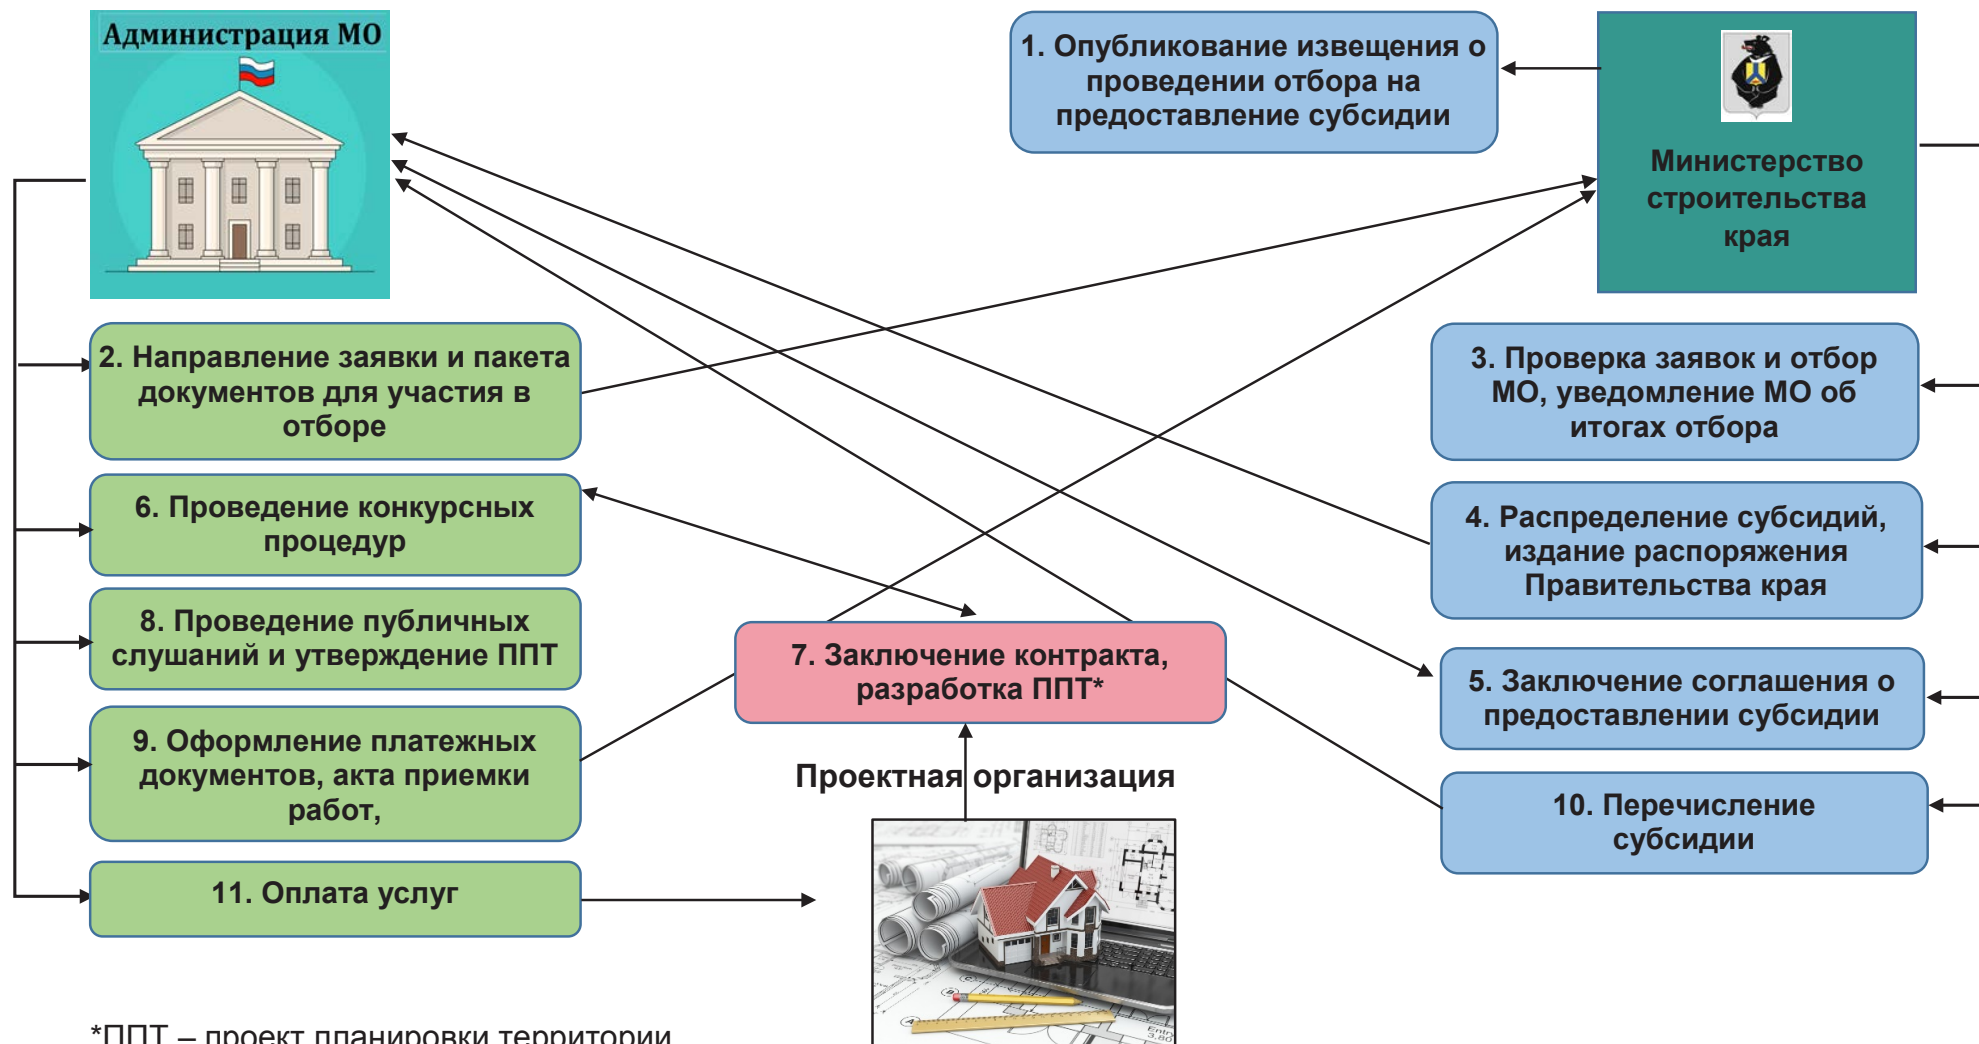 Администрация МО
1. Опубликование извещения о
проведении отбора на
предоставление субсидии
Министерство
строительства
края
2. Направление заявки и пакета
документов для участия в
отборе
3. Проверка заявок и отбор
МО, уведомление МО об
итогах отбора
6. Проведение конкурсных
процедур
4. Распределение субсидий,
издание распоряжения
Правительства края
8. Проведение публичных
слушаний и утверждение ППТ
7. Заключение контракта,
разработка ППТ*
5. Заключение соглашения о
предоставлении субсидии
9. Оформление платежных
документов, акта приемки
работ,
Проектная организация
10. Перечисление
субсидии
11. Оплата услуг
*ППТ – проект планировки территории